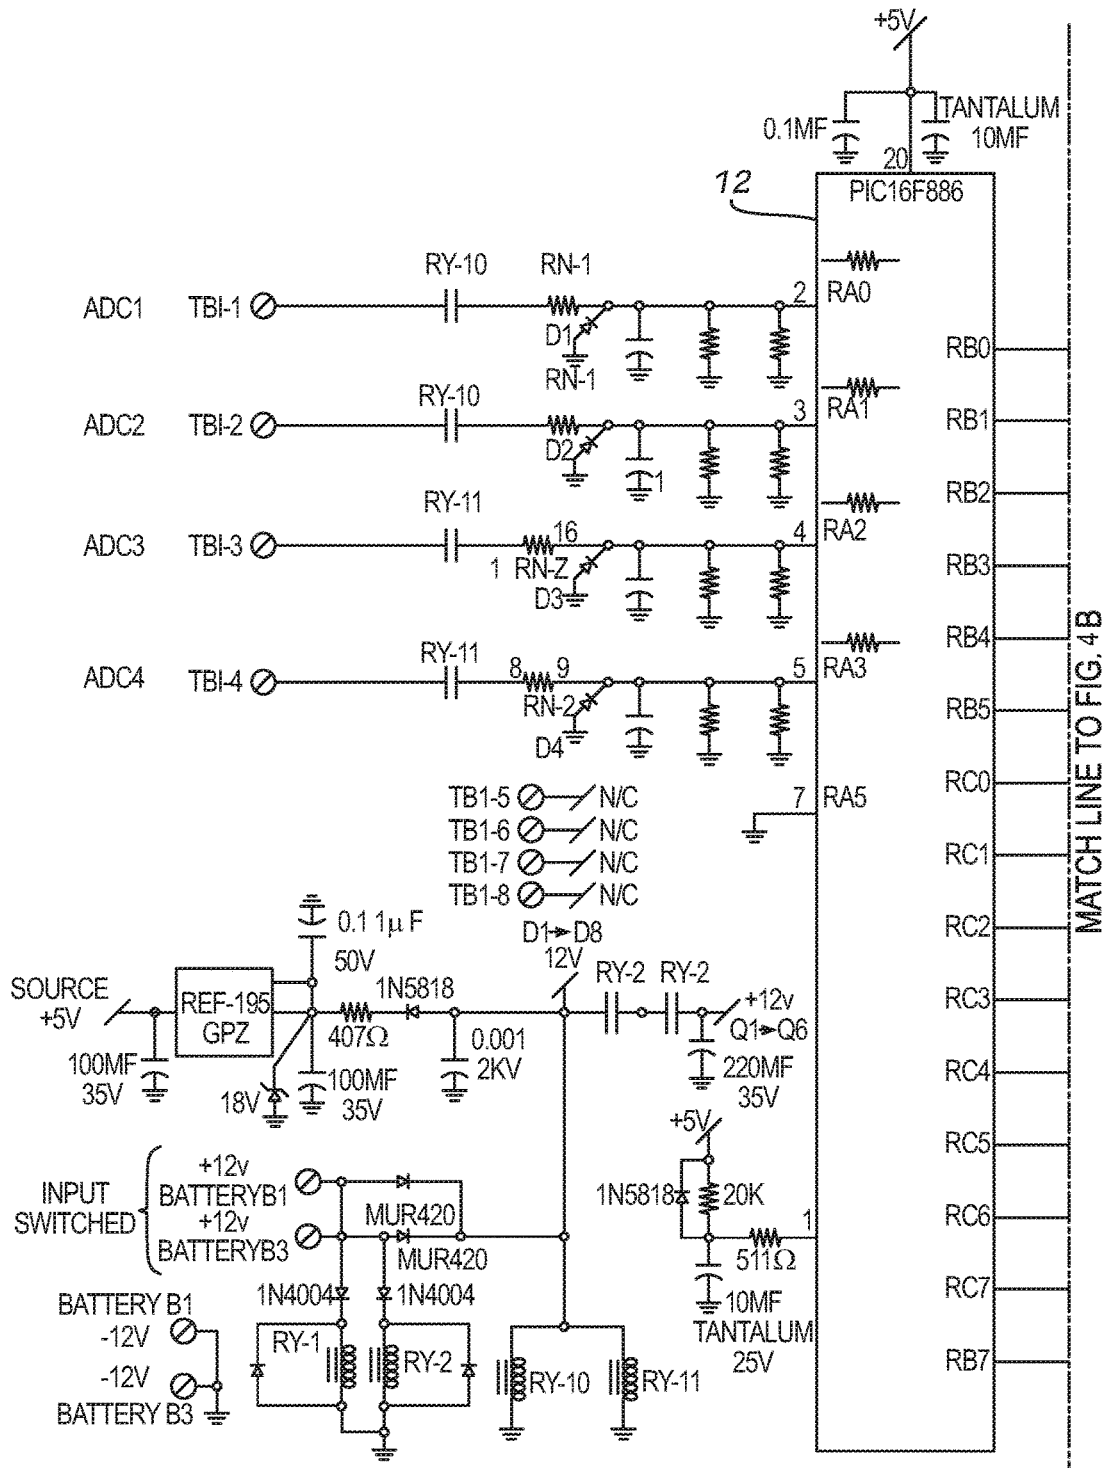 +5V
0.1MF
TANTALUM
10MF
20
PIC16F886
12
RY-10
RN-1
ADC1
TBI-1
D1
2
RA0
RN-1
RB0
RY-10
ADC2
TBI-2
D2
1
3
RA1
RB1
RY-11
16
ADC3
TBI-3
1
RN-Z
D3
4
RA2
RB2
RB3
RY-11
8
9
ADC4
TBI-4
RN-2
D4
5
RA3
RB4
RB5
TB1-5
N/C
7
RA5
RC0
TB1-6
N/C
TB1-7
N/C
RC1
TB1-8
N/C
MATCH LINE TO FIG. 4B
0.1 1μF
50V
D1→D8
12V
RC2
SOURCE
+5V
REF-195
GPZ
1N5818
407Ω
RY-2
RY-2
+12v
Q1→Q6
RC3
100MF
35V
18V
100MF
35V
0.001
2KV
220MF
35V
RC4
+5V
RC5
INPUT
SWITCHED
+12v
BATTERYB1
+12v
BATTERYB3
MUR420
MUR420
1N5818
20K
1
511Ω
RC6
1N4004
1N4004
10MF
TANTALUM
25V
RC7
BATTERY B1
-12V
-12V
BATTERY B3
RY-1
RY-2
RY-10
RY-11
RB7